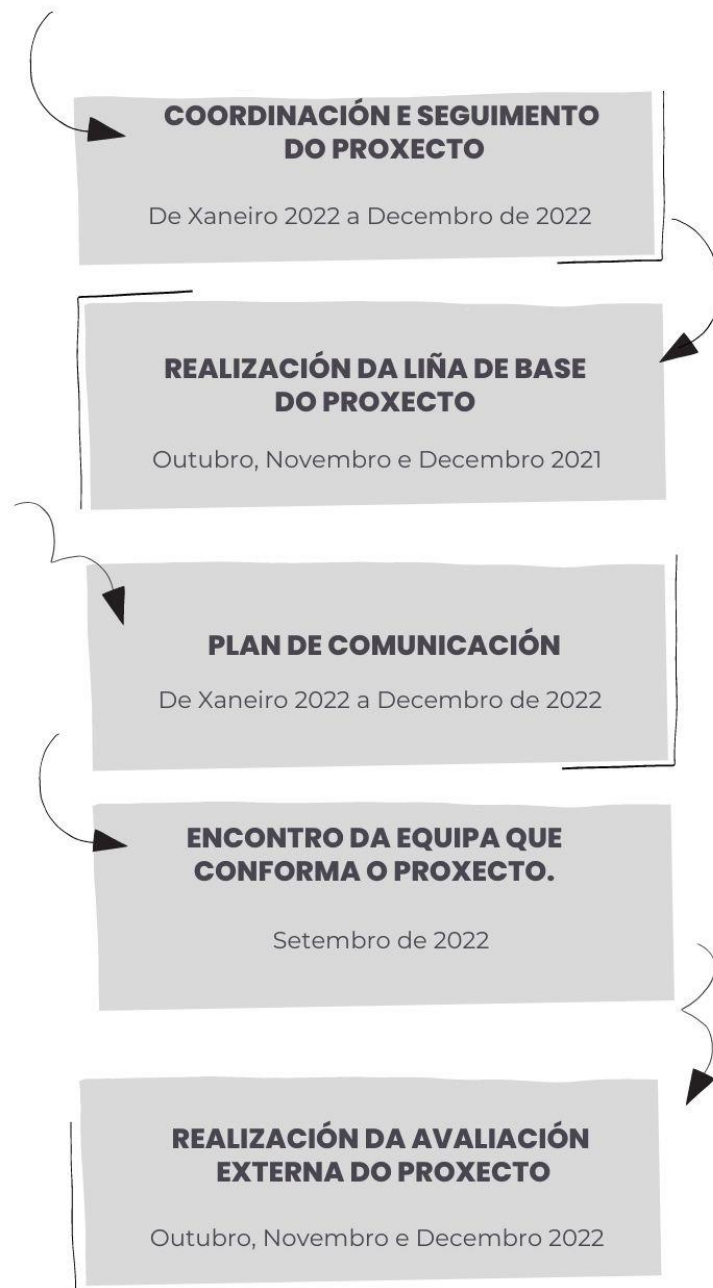 COORDINACIÓN E SEGUIMENTO
DO PROXECTO
De Xaneiro 2022 a Decembro de 2022
REALIZACIÓN DA LIÑA DE BASE
DO PROXECTO
Outubro, Novembro e Decembro 2021
PLAN DE COMUNICACIÓN
De Xaneiro 2022 a Decembro de 2022
ENCONTRO DA EQUIPA QUE
CONFORMA O PROXECTO.
Setembro de 2022
REALIZACIÓN DA AVALIACIÓN
EXTERNA DO PROXECTO
Outubro, Novembro e Decembro 2022